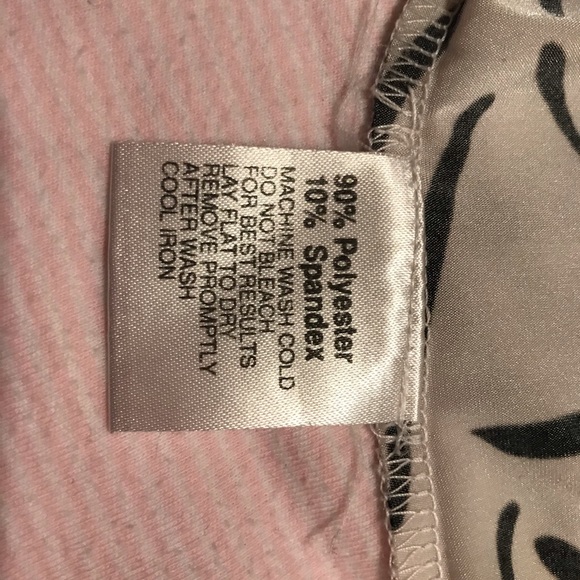 90% Polyester
10% Spandex
MACHINE WASH COLD
DO NOT BLEACH
FOR BEST RESULTS
LAY FLAT TO DRY
REMOVE PROMPTLY
AFTER WASH
COOL IRON